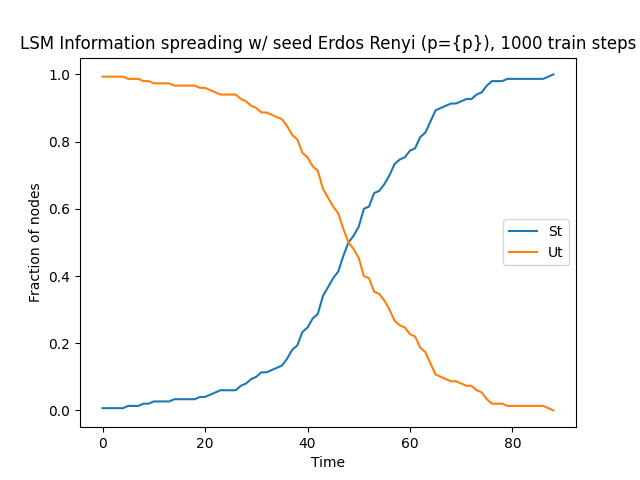 LSM Information spreading w/ seed Erdos Renyi (p={p}), 1000 train steps
1.0
0.8
0.6
0.4
0.2
0.0
Fraction of nodes
St
Ut
0
20
40
60
80
Time